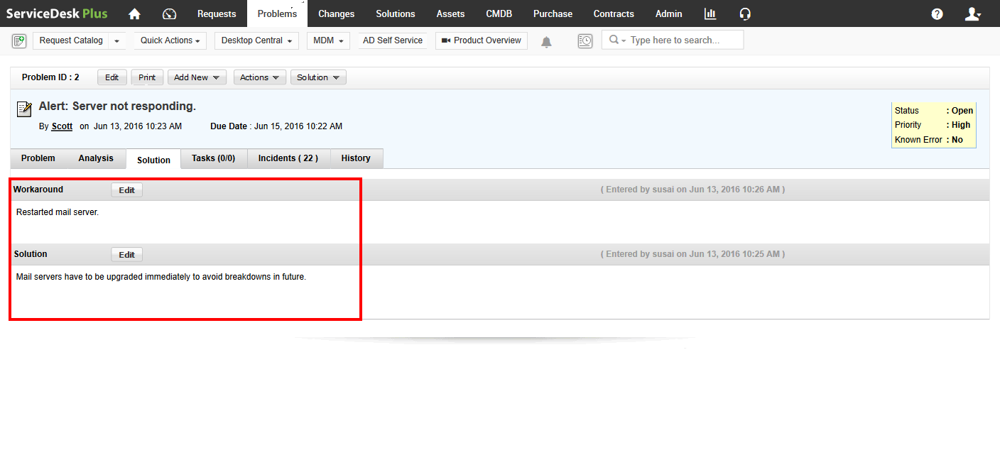 ServiceDesk Plus Requests Problems Changes Solutions Assets CMDB Purchase Contracts Admin ?
Request Catalog Quick Actions Desktop Central MDM AD Self Service Product Overview Type here to search...
Problem ID : 2 Edit Print Add New Actions Solution
Alert: Server not responding.
By Scott on Jun 13, 2016 10:23 AM Due Date : Jun 15, 2016 10:22 AM
Status : Open
Priority : High
Known Error : No
Problem Analysis Solution Tasks (0/0) Incidents ( 22 ) History
Workaround Edit ( Entered by susai on Jun 13, 2016 10:26 AM )
Restarted mail server.
Solution Edit ( Entered by susai on Jun 13, 2016 10:25 AM )
Mail servers have to be upgraded immediately to avoid breakdowns in future.